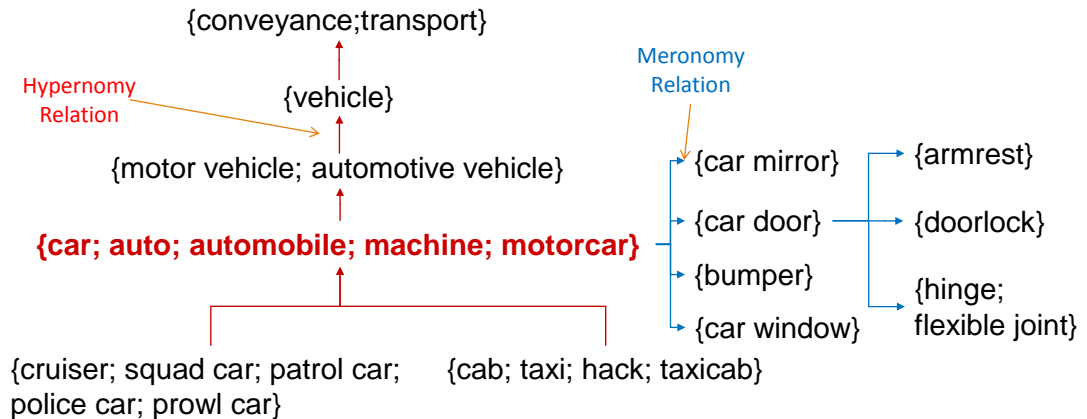 {conveyance;transport}
Hypernomy
Relation
{vehicle}
Meronomy
Relation
{motor vehicle; automotive vehicle}
{car; auto; automobile; machine; motorcar}
{car mirror}
{car door}
{bumper}
{car window}
{armrest}
{doorlock}
{hinge;
flexible joint}
{cruiser; squad car; patrol car;
police car; prowl car}
{cab; taxi; hack; taxicab}